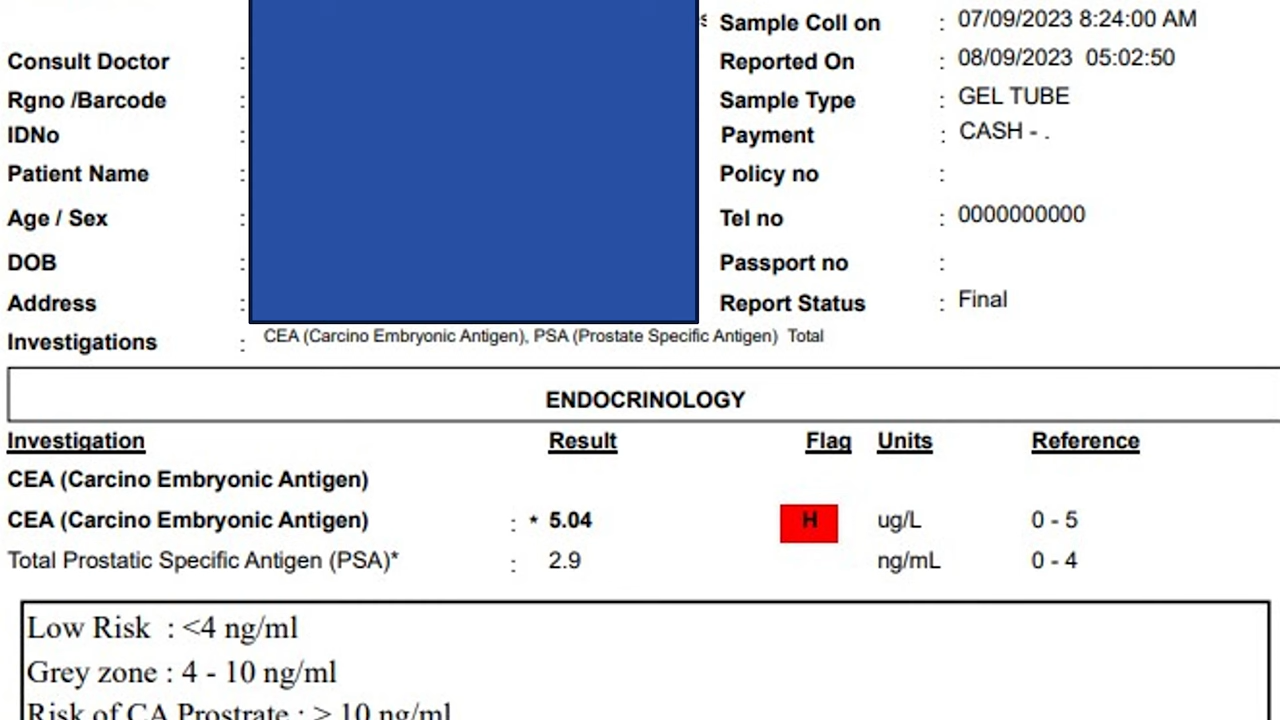 Sample Coll on : 07/09/2023 8:24:00 AM
Consult Doctor : Reported On : 08/09/2023 05:02:50
Rgno /Barcode : Sample Type : GEL TUBE
IDNo : Payment : CASH - .
Patient Name : Policy no :
Age / Sex : Tel no : 0000000000
DOB : Passport no :
Address : Report Status : Final
Investigations : CEA (Carcino Embryonic Antigen), PSA (Prostate Specific Antigen) Total
ENDOCRINOLOGY
Investigation Result Flag Units Reference
CEA (Carcino Embryonic Antigen)
CEA (Carcino Embryonic Antigen) : * 5.04 H ug/L 0 - 5
Total Prostatic Specific Antigen (PSA)* : 2.9 ng/mL 0 - 4
Low Risk : <4 ng/ml
Grey zone : 4 - 10 ng/ml
Risk of CA Prostrate : > 10 ng/ml